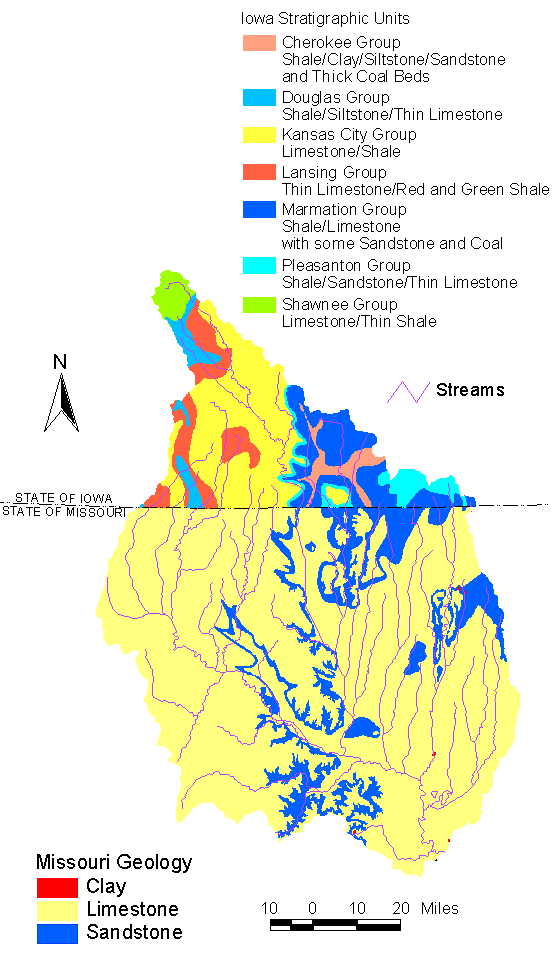 Iowa Stratigraphic Units
Cherokee Group
Shale/Clay/Siltstone/Sandstone
and Thick Coal Beds
Douglas Group
Shale/Siltstone/Thin Limestone
Kansas City Group
Limestone/Shale
Lansing Group
Thin Limestone/Red and Green Shale
Marmation Group
Shale/Limestone
with some Sandstone and Coal
Pleasanton Group
Shale/Sandstone/Thin Limestone
Shawnee Group
Limestone/Thin Shale
N
Streams
STATE OF IOWA
STATE OF MISSOURI
Missouri Geology
Clay
Limestone
Sandstone
10 0 10 20 Miles